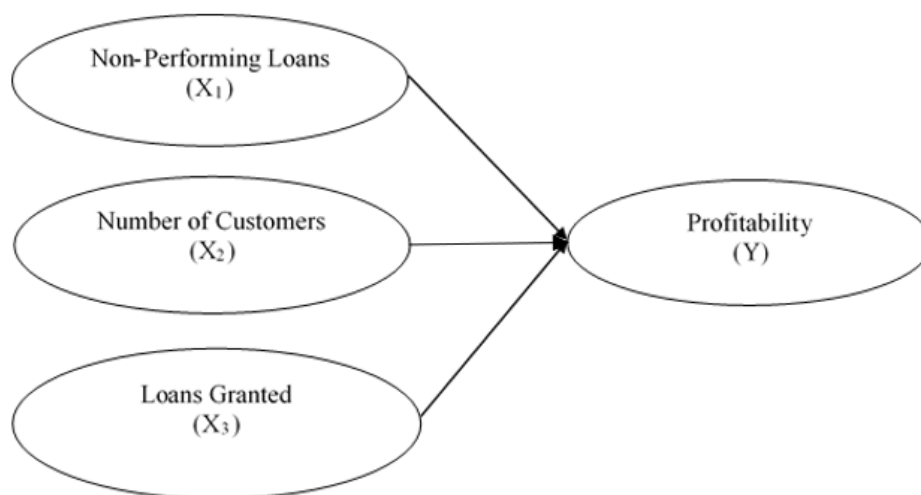 Non-Performing Loans
(X₁)
Number of Customers
(X₂)
Loans Granted
(X₃)
Profitability
(Y)